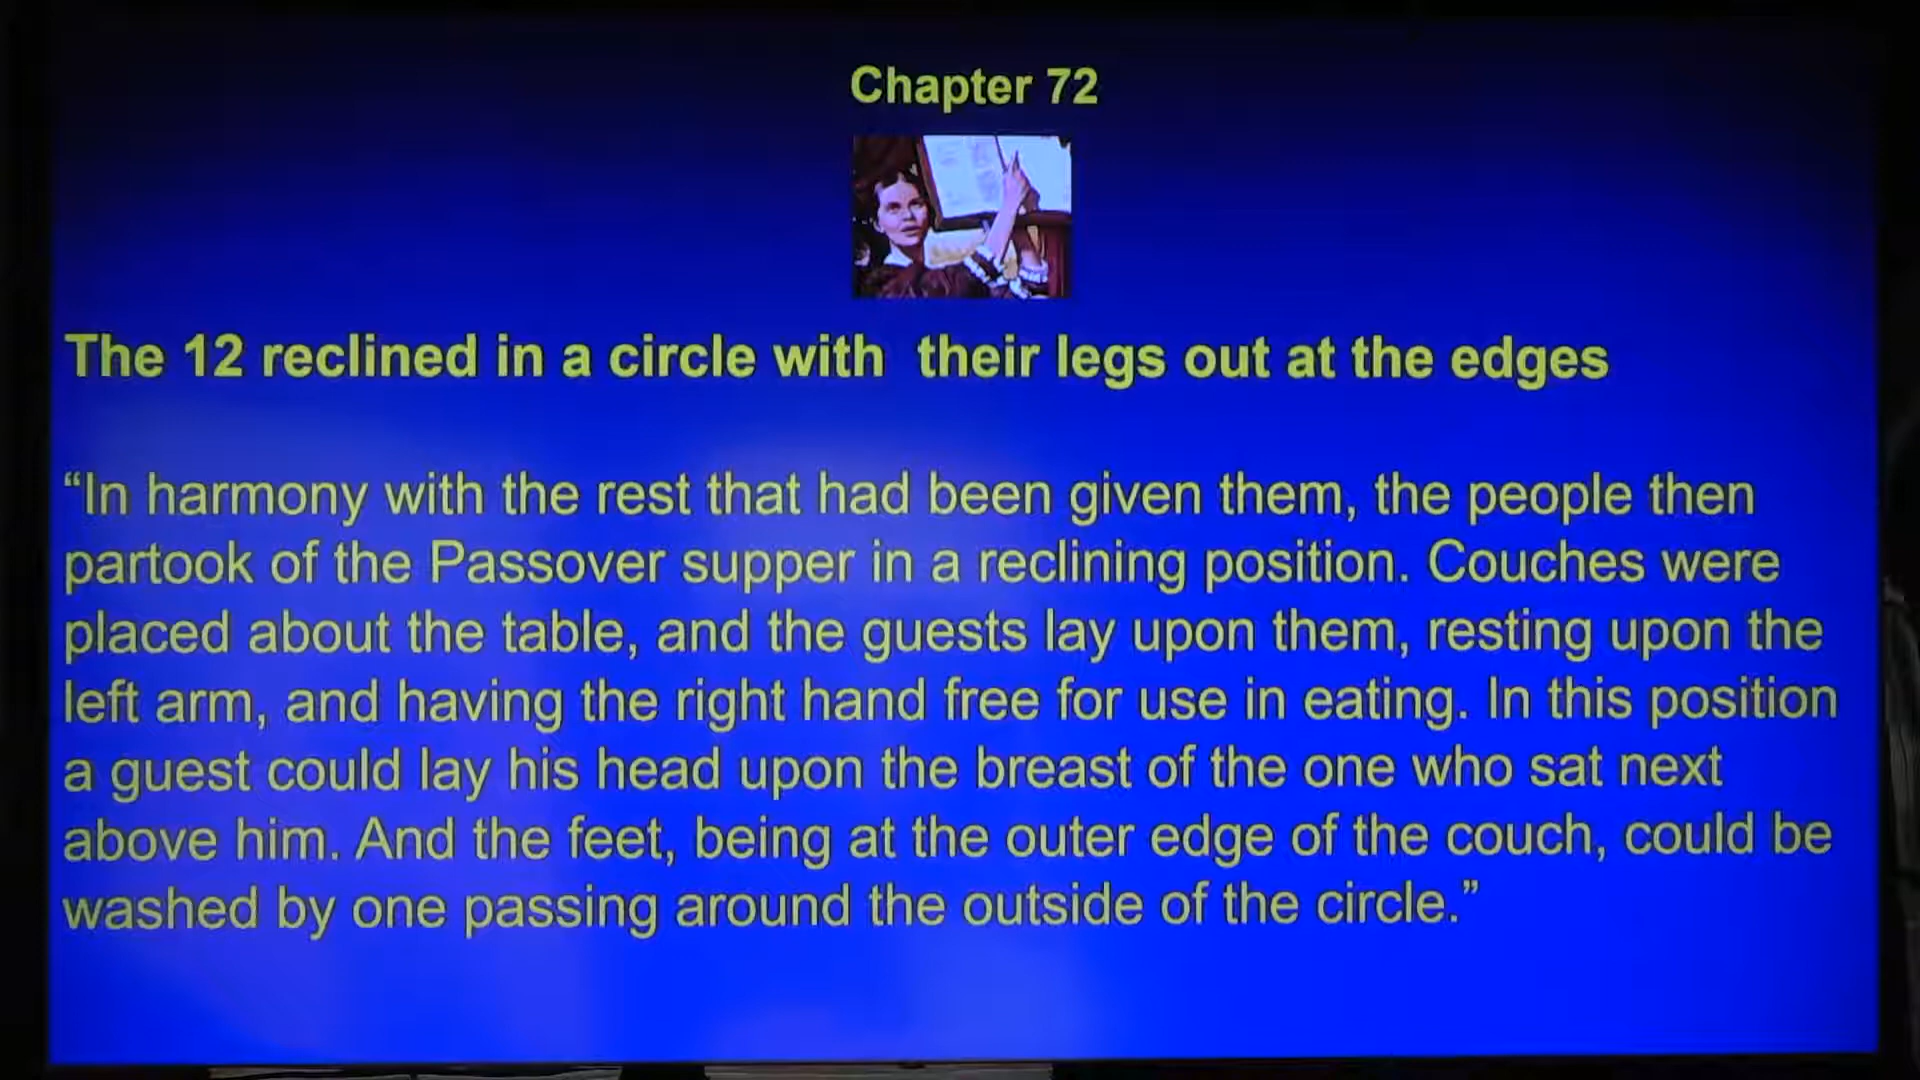 Chapter 72
The 12 reclined in a circle with  their legs out at the edges
“In harmony with the rest that had been given them, the people then
partook of the Passover supper in a reclining position. Couches were
placed about the table, and the guests lay upon them, resting upon the
left arm, and having the right hand free for use in eating. In this position
a guest could lay his head upon the breast of the one who sat next
above him. And the feet, being at the outer edge of the couch, could be
washed by one passing around the outside of the circle.”